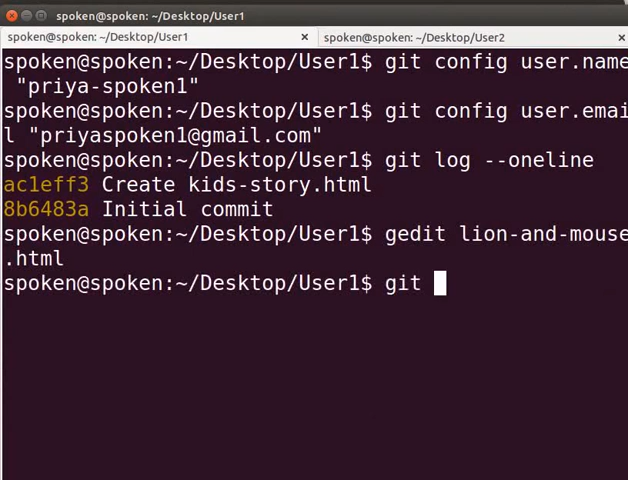 spoken@spoken: ~/Desktop/User1
spoken@spoken: ~/Desktop/User1 × spoken@spoken: ~/Desktop/User2 ×
spoken@spoken:~/Desktop/User1$ git config user.name
"priya-spoken1"
spoken@spoken:~/Desktop/User1$ git config user.emai
l "priyaspoken1@gmail.com"
spoken@spoken:~/Desktop/User1$ git log --oneline
ac1eff3 Create kids-story.html
8b6483a Initial commit
spoken@spoken:~/Desktop/User1$ gedit lion-and-mouse
.html
spoken@spoken:~/Desktop/User1$ git